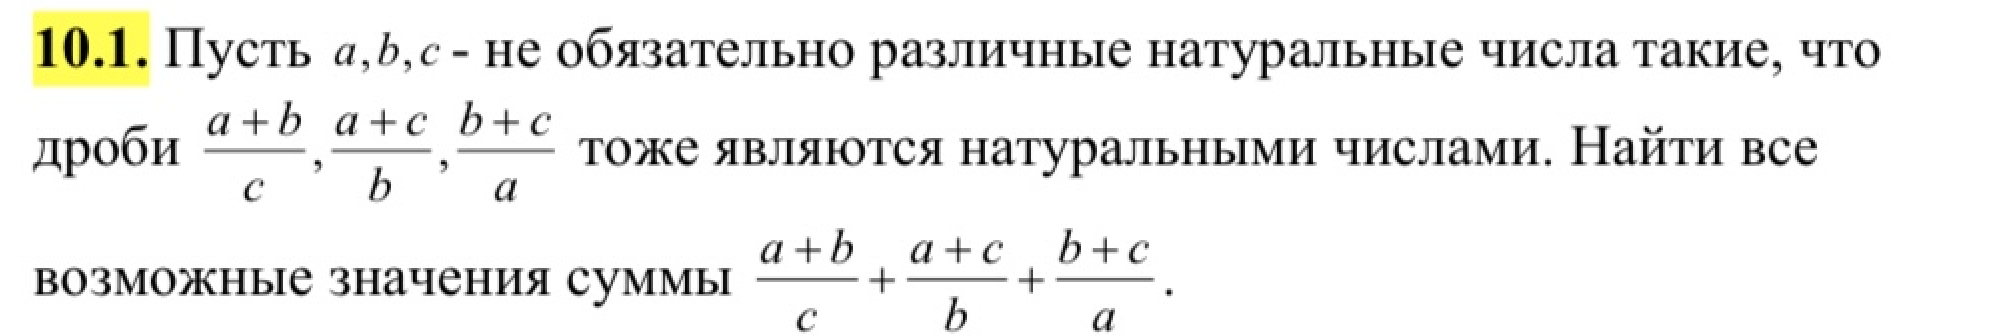 10.1. Пусть a,b,c - не обязательно различные натуральные числа такие, что
дроби \frac{a+b}{c}, \frac{a+c}{b}, \frac{b+c}{a} тоже являются натуральными числами. Найти все
возможные значения суммы \frac{a+b}{c} + \frac{a+c}{b} + \frac{b+c}{a}.